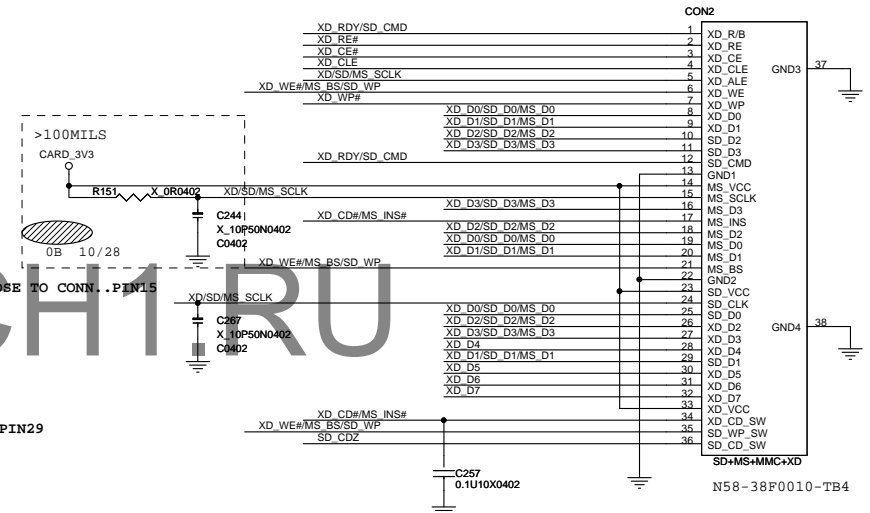 CON2
XD_RDY/SD_CMD 1 XD_R/B
XD_RE# 2 XD_RE
XD_CE# 3 XD_CE
XD_CLE 4 XD_CLE
XD/SD/MS_SCLK 5 XD_ALE
XD_WE#/MS_BS/SD_WP 6 XD_WE
XD_WP# 7 XD_WP
XD_D0/SD_D0/MS_D0 8 XD_D0
XD_D1/SD_D1/MS_D1 9 XD_D1
XD_D2/SD_D2/MS_D2 10 SD_D2
XD_D3/SD_D3/MS_D3 11 SD_D3
XD_RDY/SD_CMD 12 SD_CMD
13 GND1
14 MS_VCC
XD/SD/MS_SCLK 15 MS_SCLK
XD_D3/SD_D3/MS_D3 16 MS_D3
XD_CD#/MS_INS# 17 MS_INS
XD_D2/SD_D2/MS_D2 18 MS_D2
XD_D0/SD_D0/MS_D0 19 MS_D0
XD_D1/SD_D1/MS_D1 20 MS_D1
XD_WE#/MS_BS/SD_WP 21 MS_BS
22 GND2
23 SD_VCC
XD/SD/MS_SCLK 24 SD_CLK
XD_D0/SD_D0/MS_D0 25 SD_D0
XD_D2/SD_D2/MS_D2 26 XD_D2
XD_D3/SD_D3/MS_D3 27 XD_D3
XD_D4 28 XD_D4
XD_D1/SD_D1/MS_D1 29 SD_D1
XD_D5 30 XD_D5
XD_D6 31 XD_D6
XD_D7 32 XD_D7
33 XD_VCC
XD_CD#/MS_INS# 34 XD_CD_SW
XD_WE#/MS_BS/SD_WP 35 SD_WP_SW
SD_CDZ 36 SD_CD_SW
GND3 37
GND4 38
SD+MS+MMC+XD
N58-38F0010-TB4
>100MILS
CARD_3V3
R151 X_0R0402
C244
X_10P50N0402
C0402
0B 10/28
OSE TO CONN..PIN15
CH1.RU
C267
X_10P50N0402
C0402
PIN29
C257
0.1U10X0402